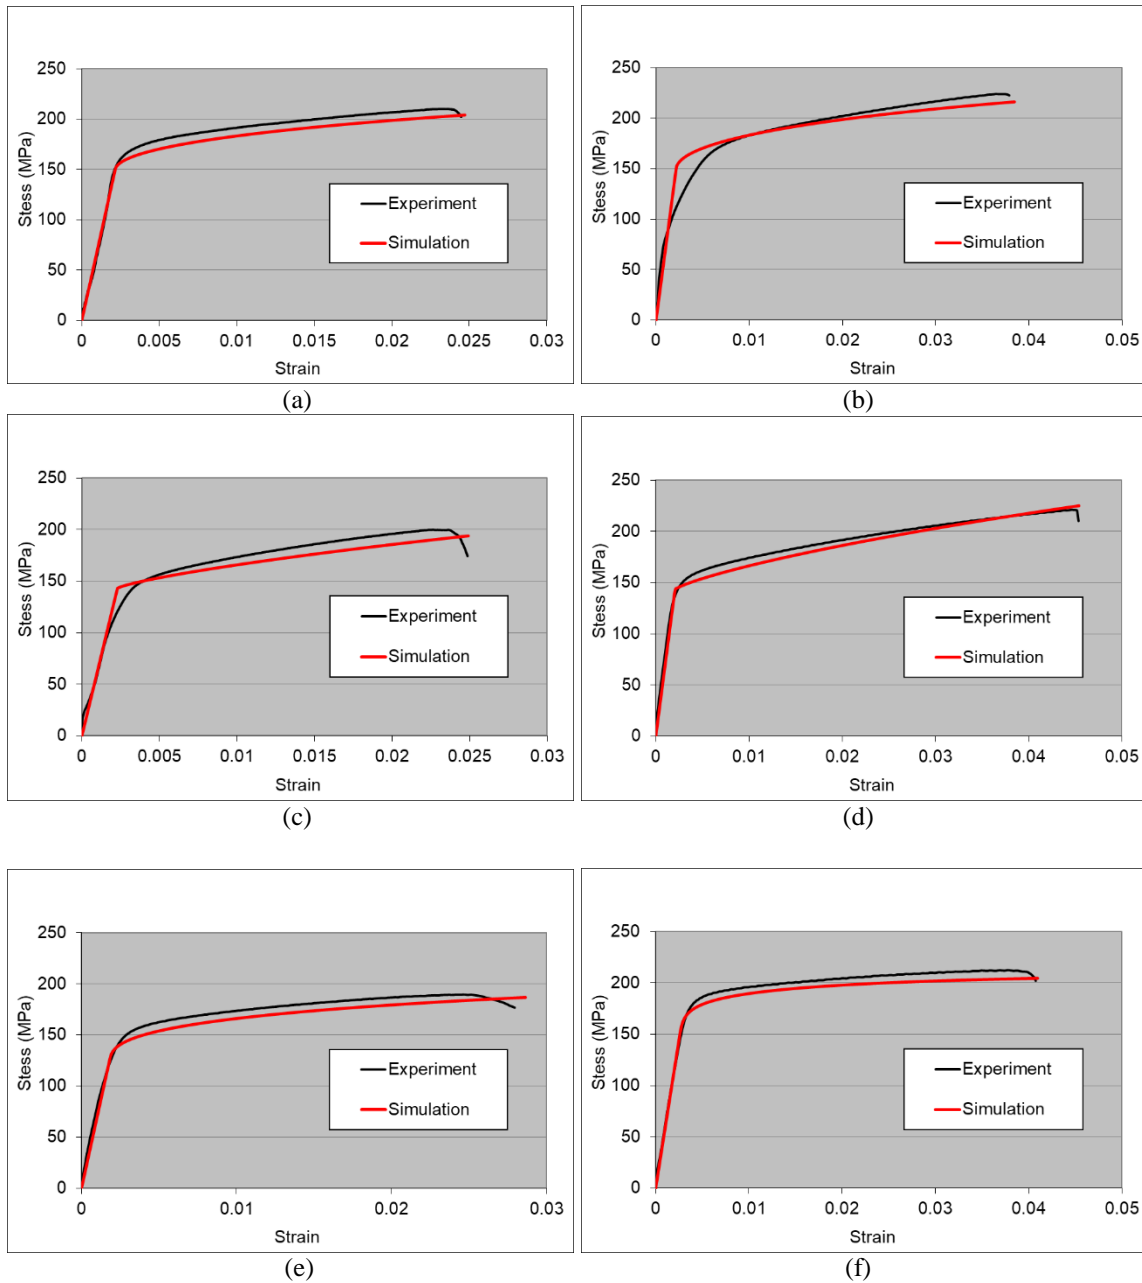 250
200
150
100
50
0
Stess (MPa)
Experiment
Simulation
0 0.005 0.01 0.015 0.02 0.025 0.03
Strain
(a)
250
200
150
100
50
0
Stess (MPa)
Experiment
Simulation
0 0.01 0.02 0.03 0.04 0.05
Strain
(b)
250
200
150
100
50
0
Stess (MPa)
Experiment
Simulation
0 0.005 0.01 0.015 0.02 0.025 0.03
Strain
(c)
250
200
150
100
50
0
Stess (MPa)
Experiment
Simulation
0 0.01 0.02 0.03 0.04 0.05
Strain
(d)
250
200
150
100
50
0
Stess (MPa)
Experiment
Simulation
0 0.01 0.02 0.03
Strain
(e)
250
200
150
100
50
0
Stess (MPa)
Experiment
Simulation
0 0.01 0.02 0.03 0.04 0.05
Strain
(f)